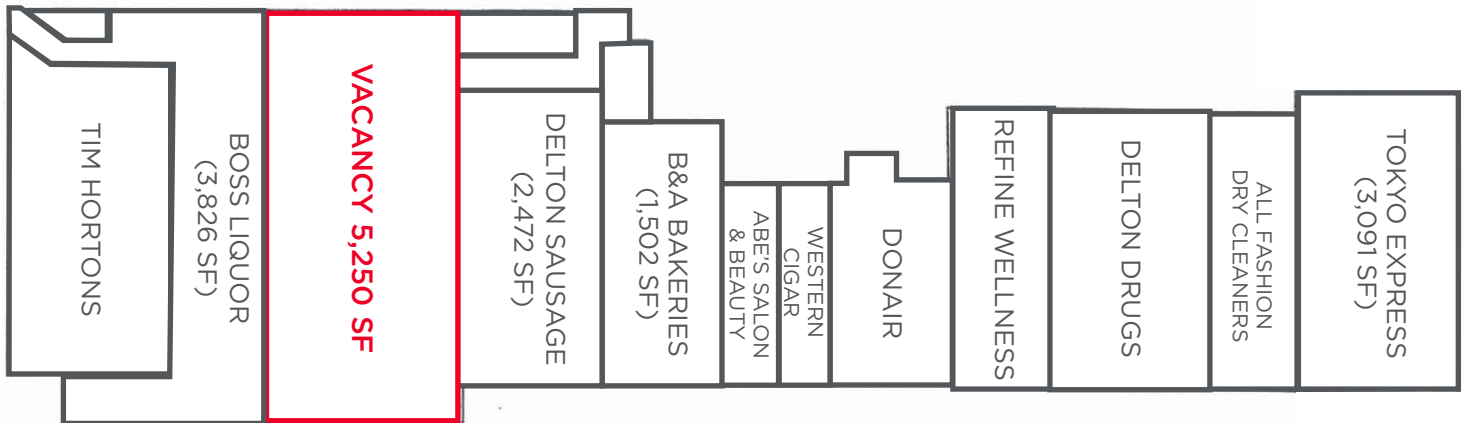 TIM HORTONS
BOSS LIQUOR
(3,826 SF)
VACANCY 5,250 SF
DELTON SAUSAGE
(2,472 SF)
B&A BAKERIES
(1,502 SF)
ABE'S SALON
& BEAUTY
WESTERN
CIGAR
DONAIR
REFINE WELLNESS
DELTON DRUGS
ALL FASHION
DRY CLEANERS
TOKYO EXPRESS
(3,091 SF)